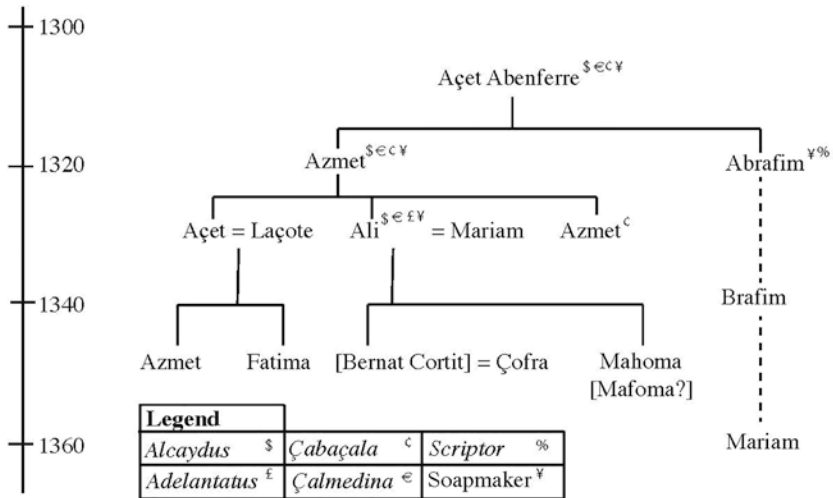 1300
Açet Abenferre $€¢¥
1320
Azmet $€¢¥
Abrafim ¥%
Açet = Laçote
Ali $€£¥ = Mariam
Azmet ¢
1340
Brafim
Azmet
Fatima
[Bernat Cortit] = Çofra
Mahoma
[Mafoma?]
1360
Mariam
Legend
Alcaydus $
Çabaçala ¢
Scriptor %
Adelantatus £
Çalmedina €
Soapmaker ¥